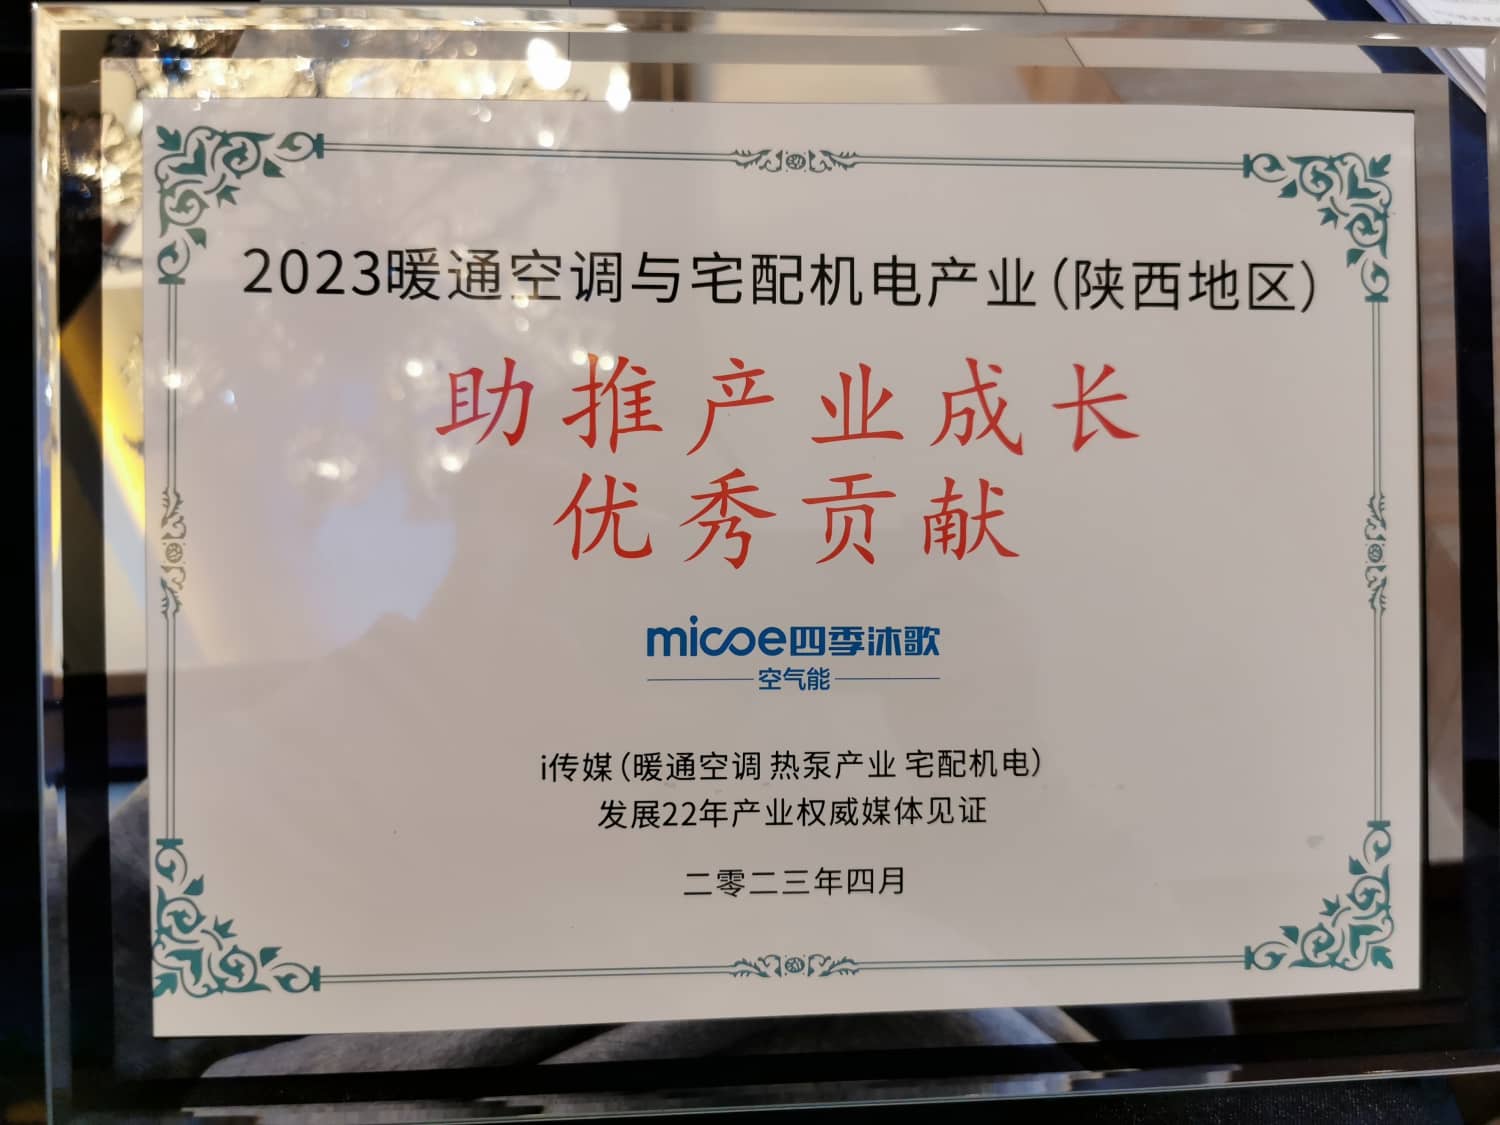 2023暖通空调与宅配机电产业(陕西地区)
助推产业成长
优秀贡献
micoe四季沐歌
空气能
i传媒(暖通空调 热泵产业 宅配机电)
发展22年产业权威媒体见证
二零二三年四月